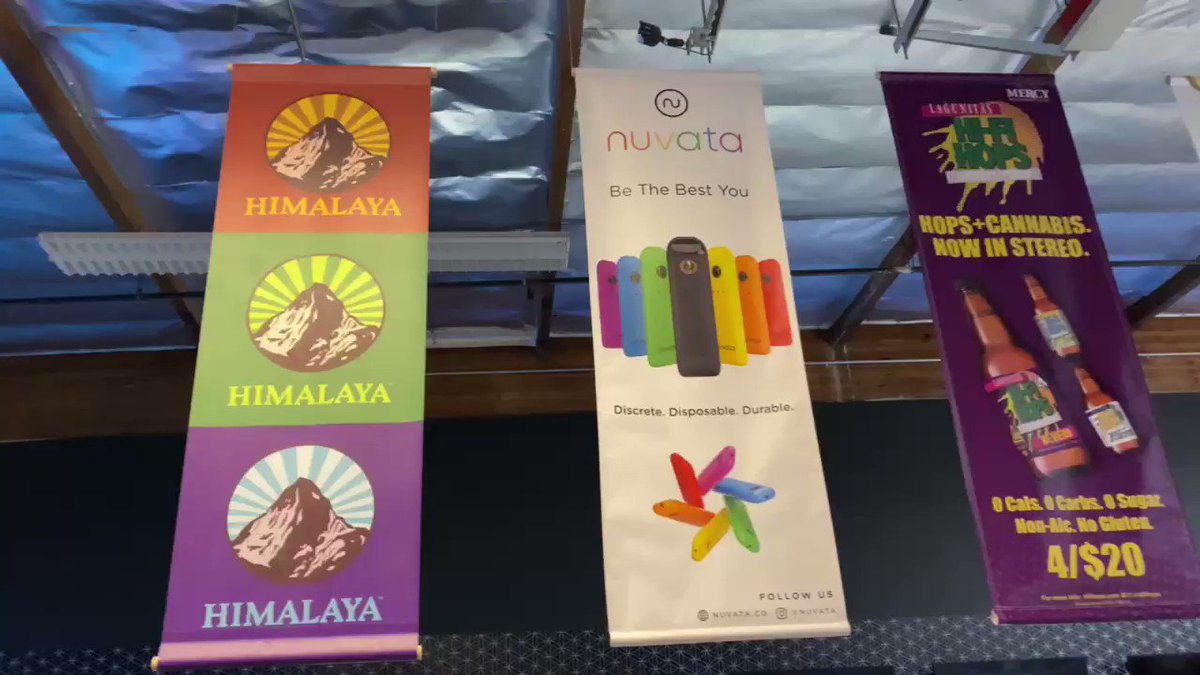 HIMALAYA
HIMALAYA
HIMALAYA™
nuvata
Be The Best You
Discrete. Disposable. Durable.
FOLLOW US
NUVATA.CO @NUVATA
MERCY
LAGUNITAS
HI-FI
HOPS
HOPS+CANNABIS.
NOW IN STEREO.
0 Cals. 0 Carbs. 0 Sugar.
Non-Alc. No Gluten.
4/$20